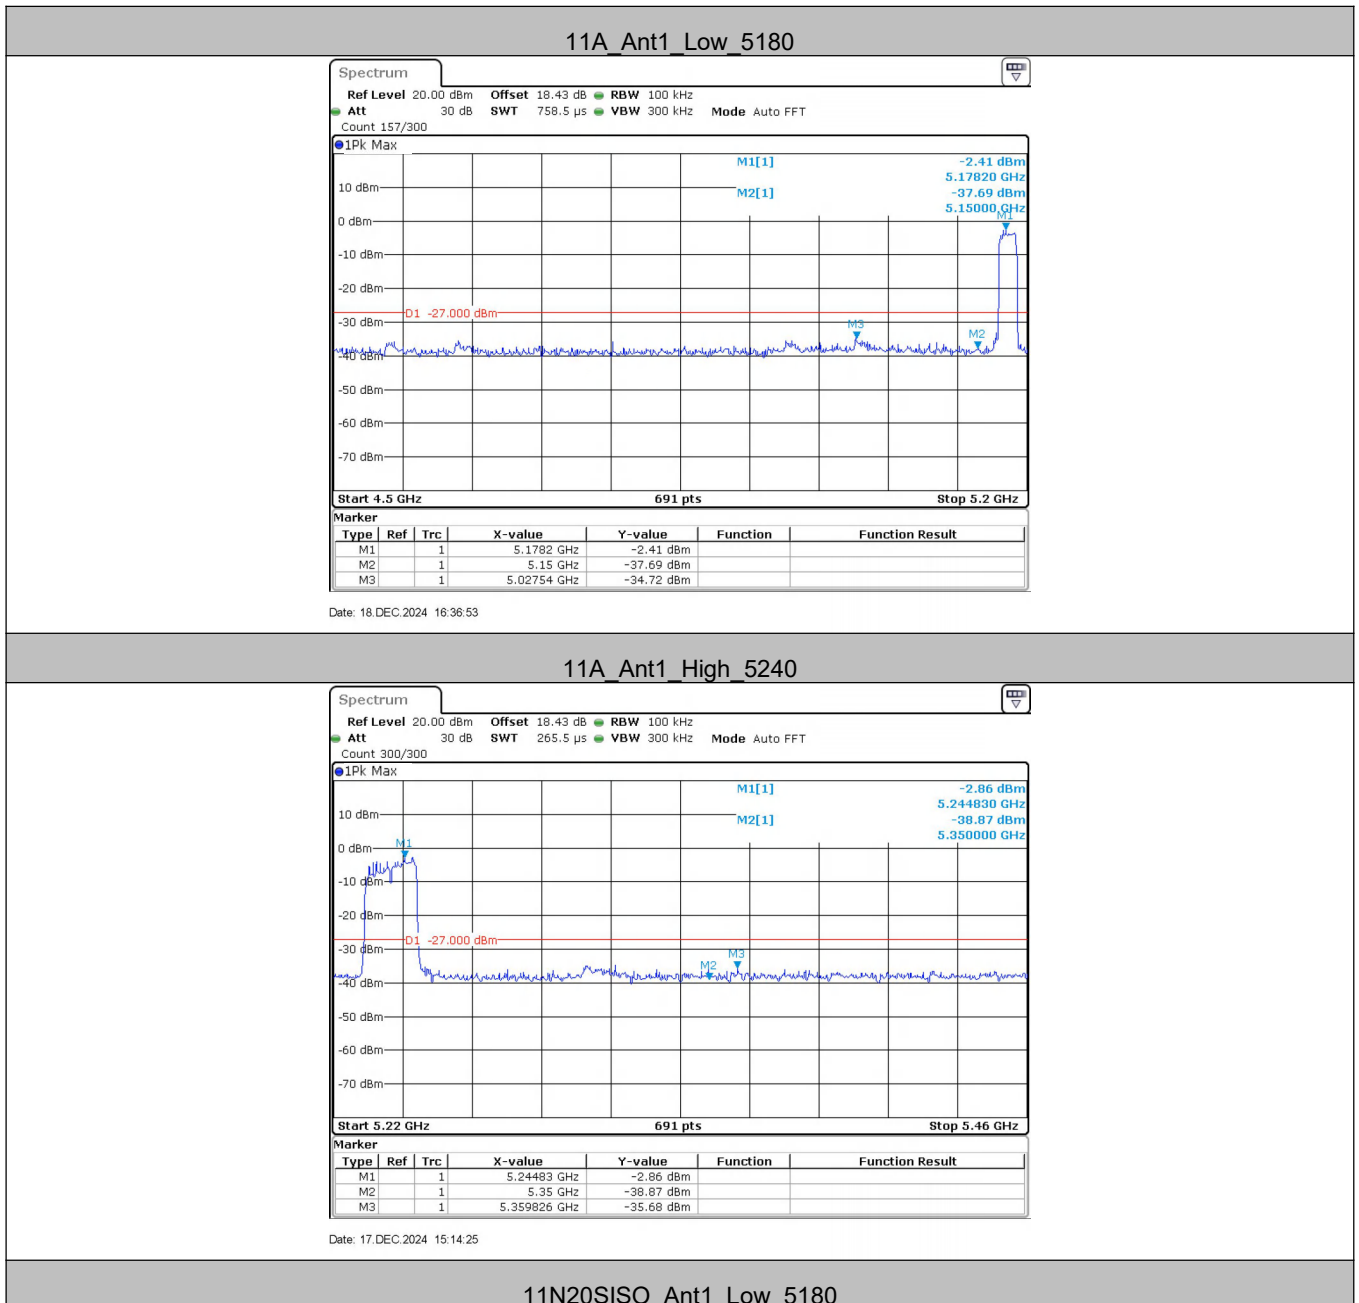 11A_Ant1_Low_5180
Spectrum
Ref Level 20.00 dBm Offset 18.43 dB RBW 100 kHz
Att 30 dB SWT 758.5 µs VBW 300 kHz Mode Auto FFT
Count 157/300
1Pk Max
M1[1] -2.41 dBm
5.17820 GHz
10 dBm
M2[1] -37.69 dBm
5.15000 GHz
M1
0 dBm
-10 dBm
-20 dBm
D1 -27.000 dBm
-30 dBm
M3
M2
-40 dBm
-50 dBm
-60 dBm
-70 dBm
Start 4.5 GHz 691 pts Stop 5.2 GHz
Marker
Type Ref Trc X-value Y-value Function Function Result
M1 1 5.1782 GHz -2.41 dBm
M2 1 5.15 GHz -37.69 dBm
M3 1 5.02754 GHz -34.72 dBm
Date: 18.DEC.2024 16:36:53
11A_Ant1_High_5240
Spectrum
Ref Level 20.00 dBm Offset 18.43 dB RBW 100 kHz
Att 30 dB SWT 265.5 µs VBW 300 kHz Mode Auto FFT
Count 300/300
1Pk Max
M1[1] -2.86 dBm
5.244830 GHz
10 dBm
M2[1] -38.87 dBm
5.350000 GHz
M1
0 dBm
-10 dBm
-20 dBm
D1 -27.000 dBm
-30 dBm
M3
M2
-40 dBm
-50 dBm
-60 dBm
-70 dBm
Start 5.22 GHz 691 pts Stop 5.46 GHz
Marker
Type Ref Trc X-value Y-value Function Function Result
M1 1 5.24483 GHz -2.86 dBm
M2 1 5.35 GHz -38.87 dBm
M3 1 5.359826 GHz -35.68 dBm
Date: 17.DEC.2024 15:14:25
11N20SISO_Ant1_Low_5180